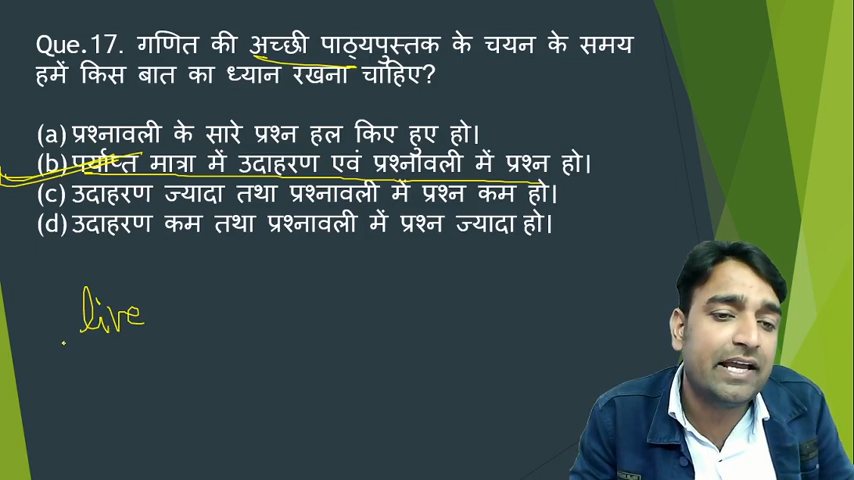 Que.17. गणित की अच्छी पाठ्यपुस्तक के चयन के समय
हमें किस बात का ध्यान रखना चाहिए?
(a) प्रश्नावली के सारे प्रश्न हल किए हुए हो।
(b) पर्याप्त मात्रा में उदाहरण एवं प्रश्नावली में प्रश्न हो।
(c) उदाहरण ज्यादा तथा प्रश्नावली में प्रश्न कम हो।
(d) उदाहरण कम तथा प्रश्नावली में प्रश्न ज्यादा हो।
live